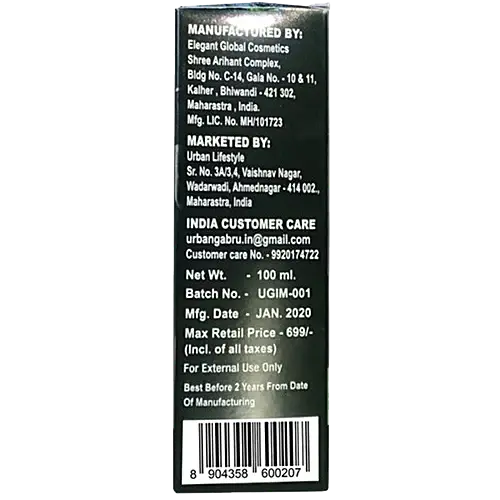 MANUFACTURED BY:
Elegant Global Cosmetics
Shree Arihant Complex,
Bldg No. C-14, Gala No. - 10 & 11,
Kalher , Bhiwandi - 421 302,
Maharastra , India.
Mfg. LIC. No. MH/101723
MARKETED BY:
Urban Lifestyle
Sr. No. 3A/3,4, Vaishnav Nagar,
Wadarwadi, Ahmednagar - 414 002.,
Maharastra, India
INDIA CUSTOMER CARE
urbangabru.in@gmail.com
Customer care No. - 9920174722
Net Wt. - 100 ml.
Batch No. - UGIM-001
Mfg. Date - JAN. 2020
Max Retail Price - 699/-
(Incl. of all taxes)
For External Use Only
Best Before 2 Years From Date
Of Manufacturing
8 904358 600207